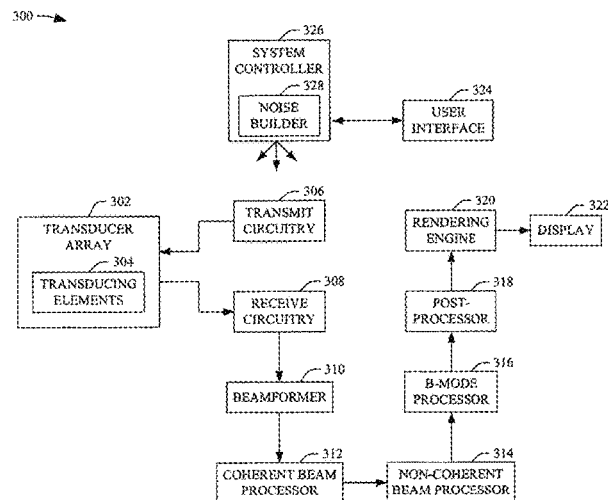 300
326
SYSTEM
CONTROLLER
328
NOISE
BUILDER
324
USER
INTERFACE
302
TRANSDUCER
ARRAY
304
TRANSDUCING
ELEMENTS
306
TRANSMIT
CIRCUITRY
308
RECEIVE
CIRCUITRY
310
BEAMFORMER
312
COHERENT BEAM
PROCESSOR
314
NON-COHERENT
BEAM PROCESSOR
316
B-MODE
PROCESSOR
318
POST-
PROCESSOR
320
RENDERING
ENGINE
322
DISPLAY